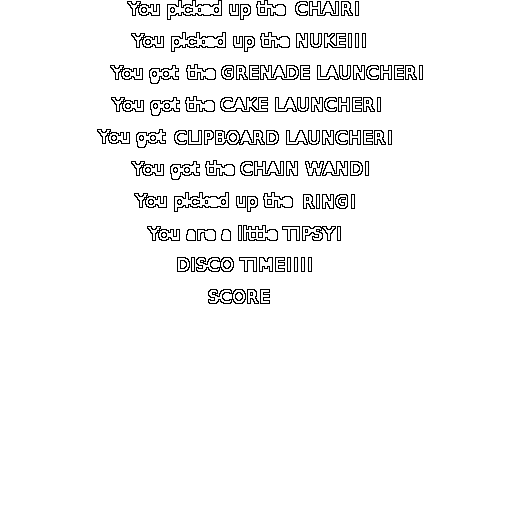 You picked up the CHAIR!
You picked up the NUKE!!!
You got the GRENADE LAUNCHER!
You got the CAKE LAUNCHER!
You got CLIPBOARD LAUNCHER!
You got the CHAIN WAND!
You picked up the RING!
You are a little TIPSY!
DISCO TIME!!!!
SCORE